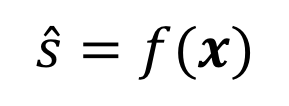 ŝ = f(𝒙)